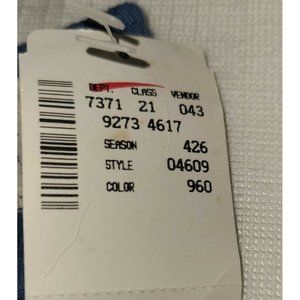 DEPT. CLASS VENDOR
7371 21 043
9273 4617
SEASON 426
STYLE 04609
COLOR 960